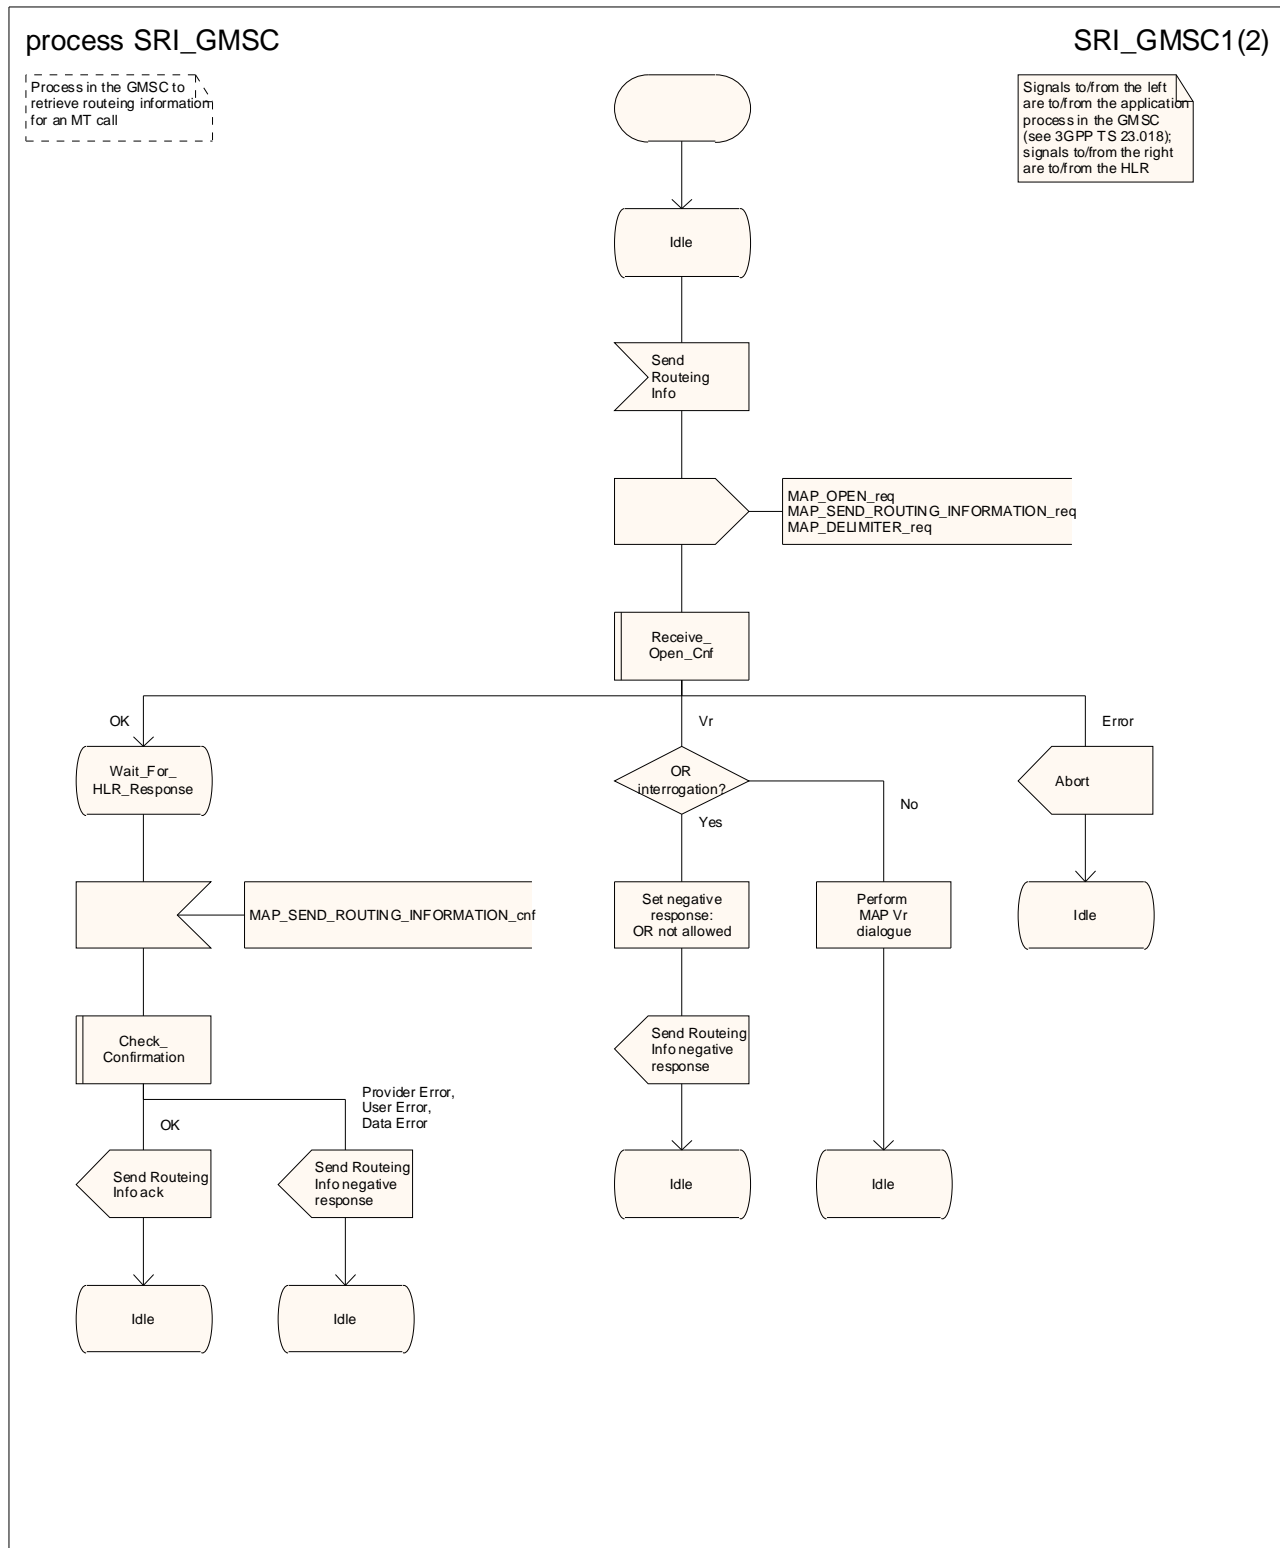 process SRI_GMSC
SRI_GMSC1(2)
Process in the GMSC to
retrieve routeing information
for an MT call
Signals to/from the left
are to/from the application
process in the GMSC
(see 3GPP TS 23.018);
signals to/from the right
are to/from the HLR
Idle
Send
Routeing
Info
MAP_OPEN_req
MAP_SEND_ROUTING_INFORMATION_req
MAP_DELIMITER_req
Receive_
Open_Cnf
OK
Vr
Error
Wait_For_
HLR_Response
OR
interrogation?
Abort
No
Yes
MAP_SEND_ROUTING_INFORMATION_cnf
Set negative
response:
OR not allowed
Perform
MAP Vr
dialogue
Idle
Check_
Confirmation
Send Routeing
Info negative
response
Provider Error,
User Error,
Data Error
OK
Send Routeing
Info ack
Send Routeing
Info negative
response
Idle
Idle
Idle
Idle